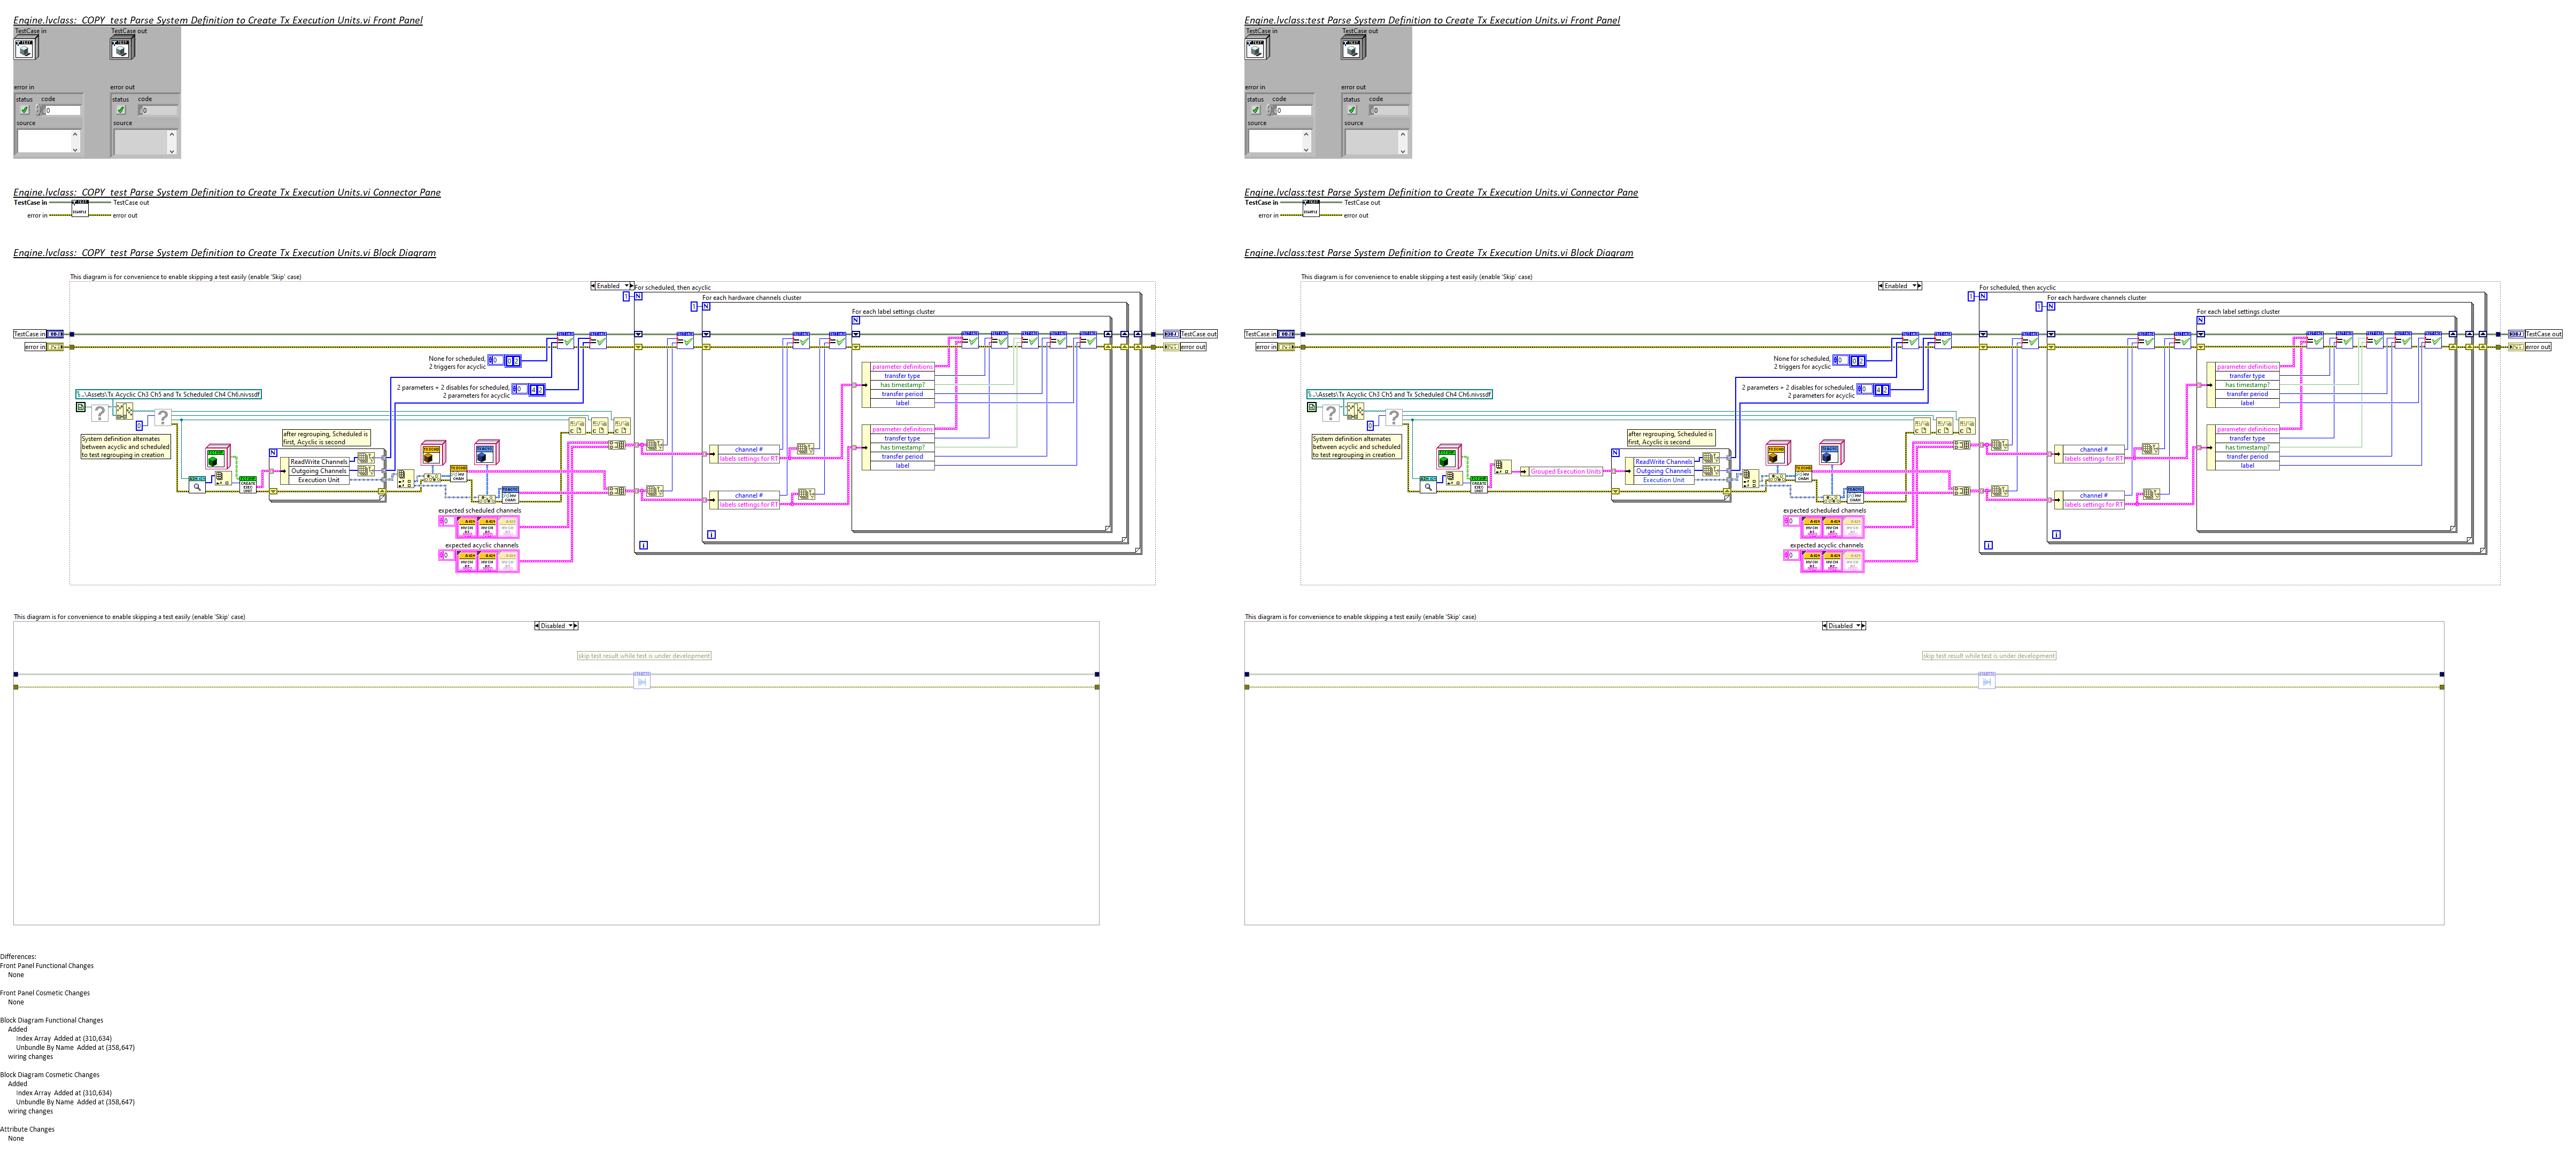 Engine.lvclass:_COPY_test Parse System Definition to Create Tx Execution Units.vi Front Panel
TestCase in
TestCase out
error in
error out
status code
status code
0
0
source
source
Engine.lvclass:_COPY_test Parse System Definition to Create Tx Execution Units.vi Connector Pane
TestCase in
TestCase out
error in
error out
Engine.lvclass:_COPY_test Parse System Definition to Create Tx Execution Units.vi Block Diagram
This diagram is for convenience to enable skipping a test easily (enable 'Skip' case)
Enabled
For scheduled, then acyclic
1
N
For each hardware channels cluster
1
N
For each label settings cluster
N
TestCase in
TestCase out
error in
error out
None for scheduled,
2 triggers for acyclic
0
0 2
2 parameters + 2 disables for scheduled,
2 parameters for acyclic
0
4 2
parameter definitions
transfer type
has timestamp?
transfer period
label
..\Assets\Tx Acyclic Ch3 Ch5 and Tx Scheduled Ch4 Ch6.nivssdf
0
System definition alternates
between acyclic and scheduled
to test regrouping in creation
after regrouping, Scheduled is
first, Acyclic is second
N
ReadWrite Channels
Outgoing Channels
Execution Unit
parameter definitions
transfer type
has timestamp?
transfer period
label
channel #
labels settings for RT
channel #
labels settings for RT
expected scheduled channels
0
expected acyclic channels
0
i
i
This diagram is for convenience to enable skipping a test easily (enable 'Skip' case)
Disabled
skip test result while test is under development
Differences:
Front Panel Functional Changes
None
Front Panel Cosmetic Changes
None
Block Diagram Functional Changes
Added
Index Array Added at (310,634)
Unbundle By Name Added at (358,647)
wiring changes
Block Diagram Cosmetic Changes
Added
Index Array Added at (310,634)
Unbundle By Name Added at (358,647)
wiring changes
Attribute Changes
None
Engine.lvclass:test Parse System Definition to Create Tx Execution Units.vi Front Panel
TestCase in
TestCase out
error in
error out
status code
status code
0
0
source
source
Engine.lvclass:test Parse System Definition to Create Tx Execution Units.vi Connector Pane
TestCase in
TestCase out
error in
error out
Engine.lvclass:test Parse System Definition to Create Tx Execution Units.vi Block Diagram
This diagram is for convenience to enable skipping a test easily (enable 'Skip' case)
Enabled
For scheduled, then acyclic
1
N
For each hardware channels cluster
1
N
For each label settings cluster
N
TestCase in
TestCase out
error in
error out
None for scheduled,
2 triggers for acyclic
0
0 2
2 parameters + 2 disables for scheduled,
2 parameters for acyclic
0
4 2
parameter definitions
transfer type
has timestamp?
transfer period
label
..\Assets\Tx Acyclic Ch3 Ch5 and Tx Scheduled Ch4 Ch6.nivssdf
0
System definition alternates
between acyclic and scheduled
to test regrouping in creation
after regrouping, Scheduled is
first, Acyclic is second
N
Grouped Execution Units
ReadWrite Channels
Outgoing Channels
Execution Unit
parameter definitions
transfer type
has timestamp?
transfer period
label
channel #
labels settings for RT
channel #
labels settings for RT
expected scheduled channels
0
expected acyclic channels
0
i
i
This diagram is for convenience to enable skipping a test easily (enable 'Skip' case)
Disabled
skip test result while test is under development